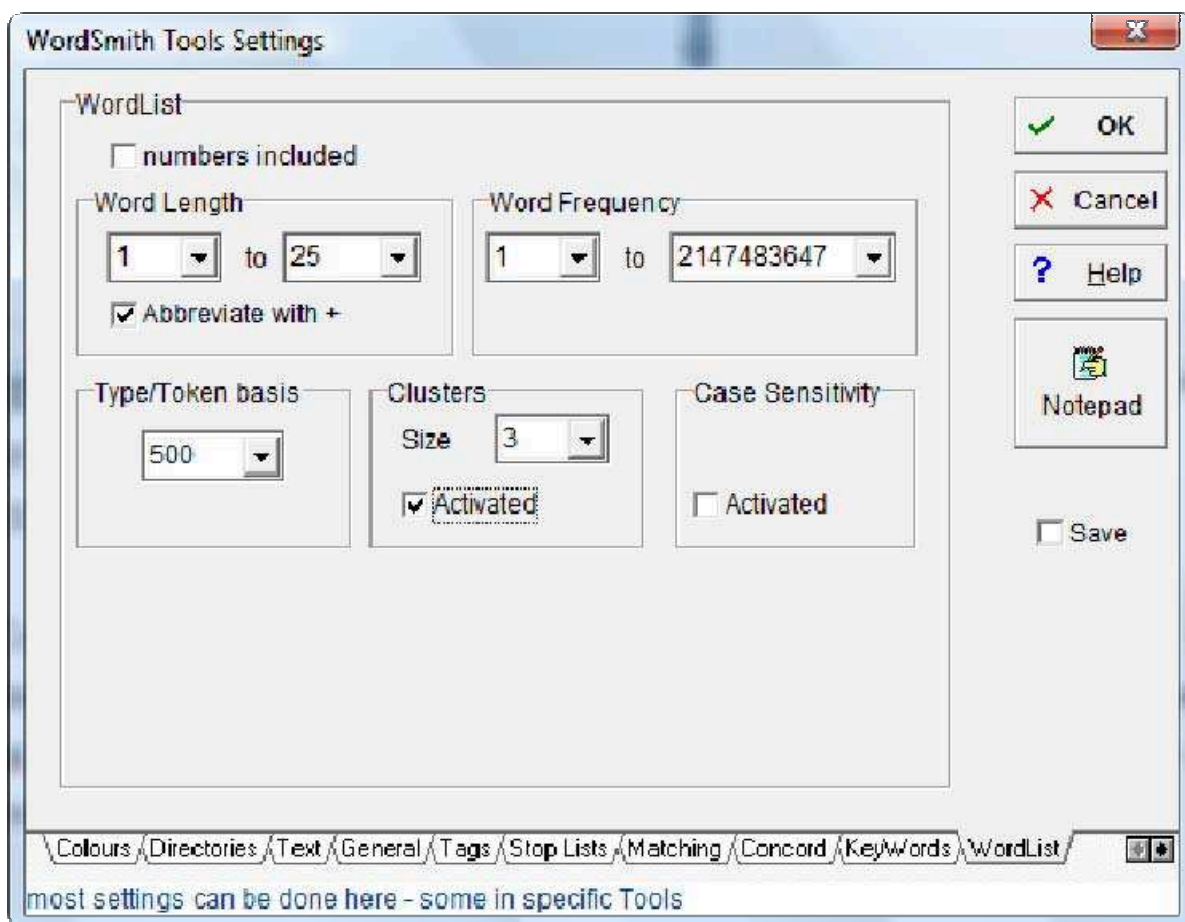 WordSmith Tools Settings
WordList
numbers included
Word Length
1 to 25
Abbreviate with +
Word Frequency
1 to 2147483647
Type/Token basis
500
Clusters
Size 3
Activated
Case Sensitivity
Activated
OK
Cancel
? Help
Notepad
Save
Colours Directories Text General Tags Stop Lists Matching Concord KeyWords WordList
most settings can be done here - some in specific Tools